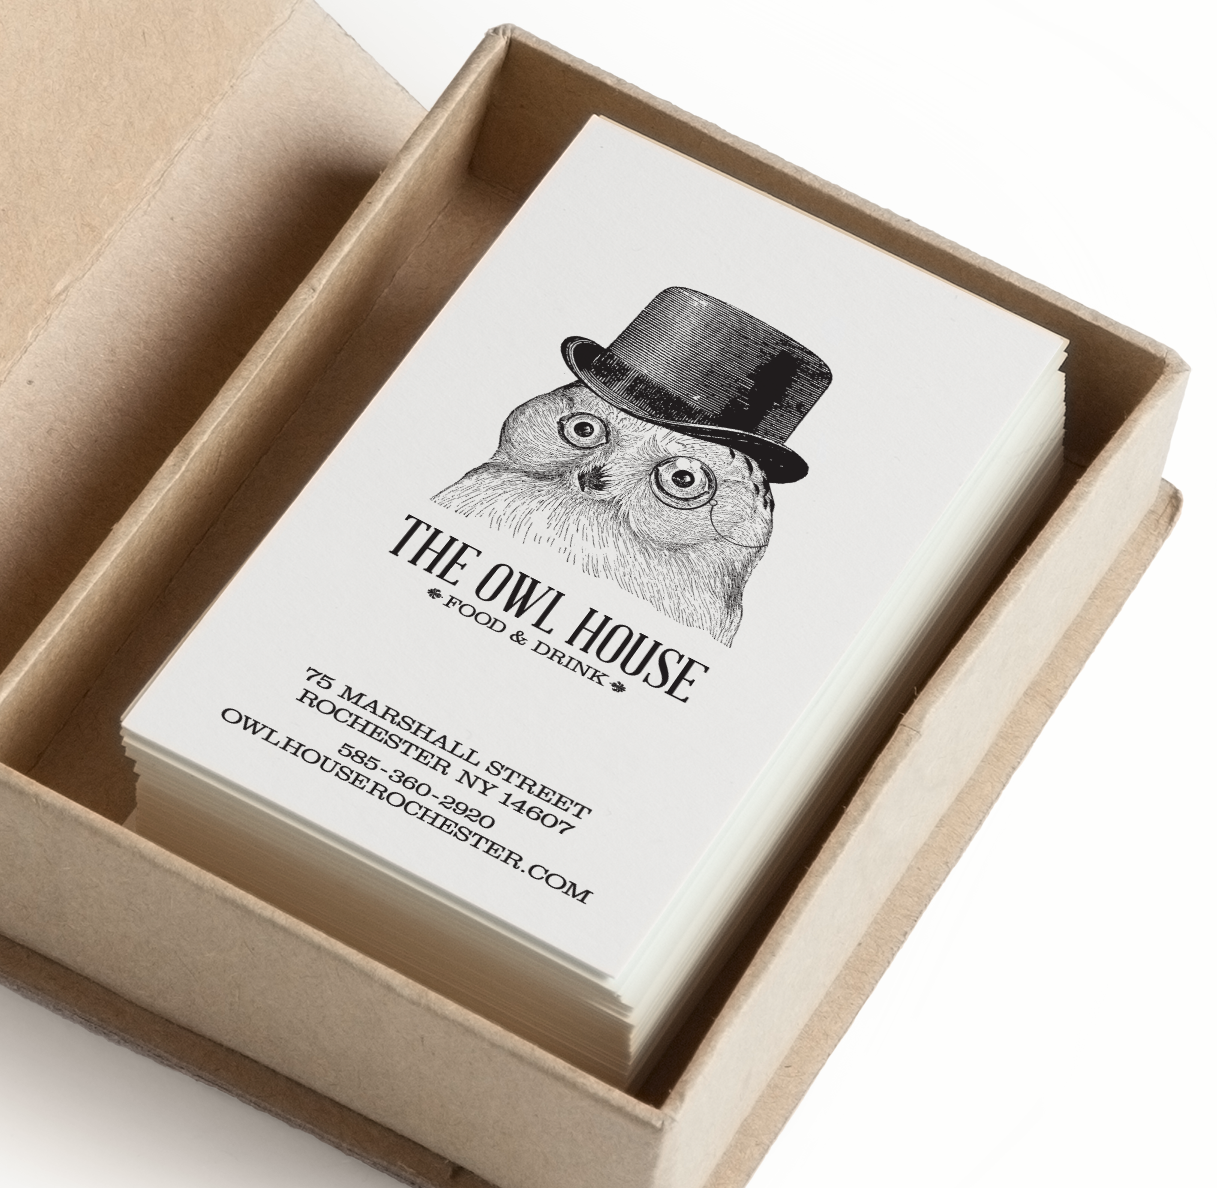 THE OWL HOUSE
FOOD & DRINK
75 MARSHALL STREET
ROCHESTER NY 14607
585-360-2920
OWLHOUSEROCHESTER.COM